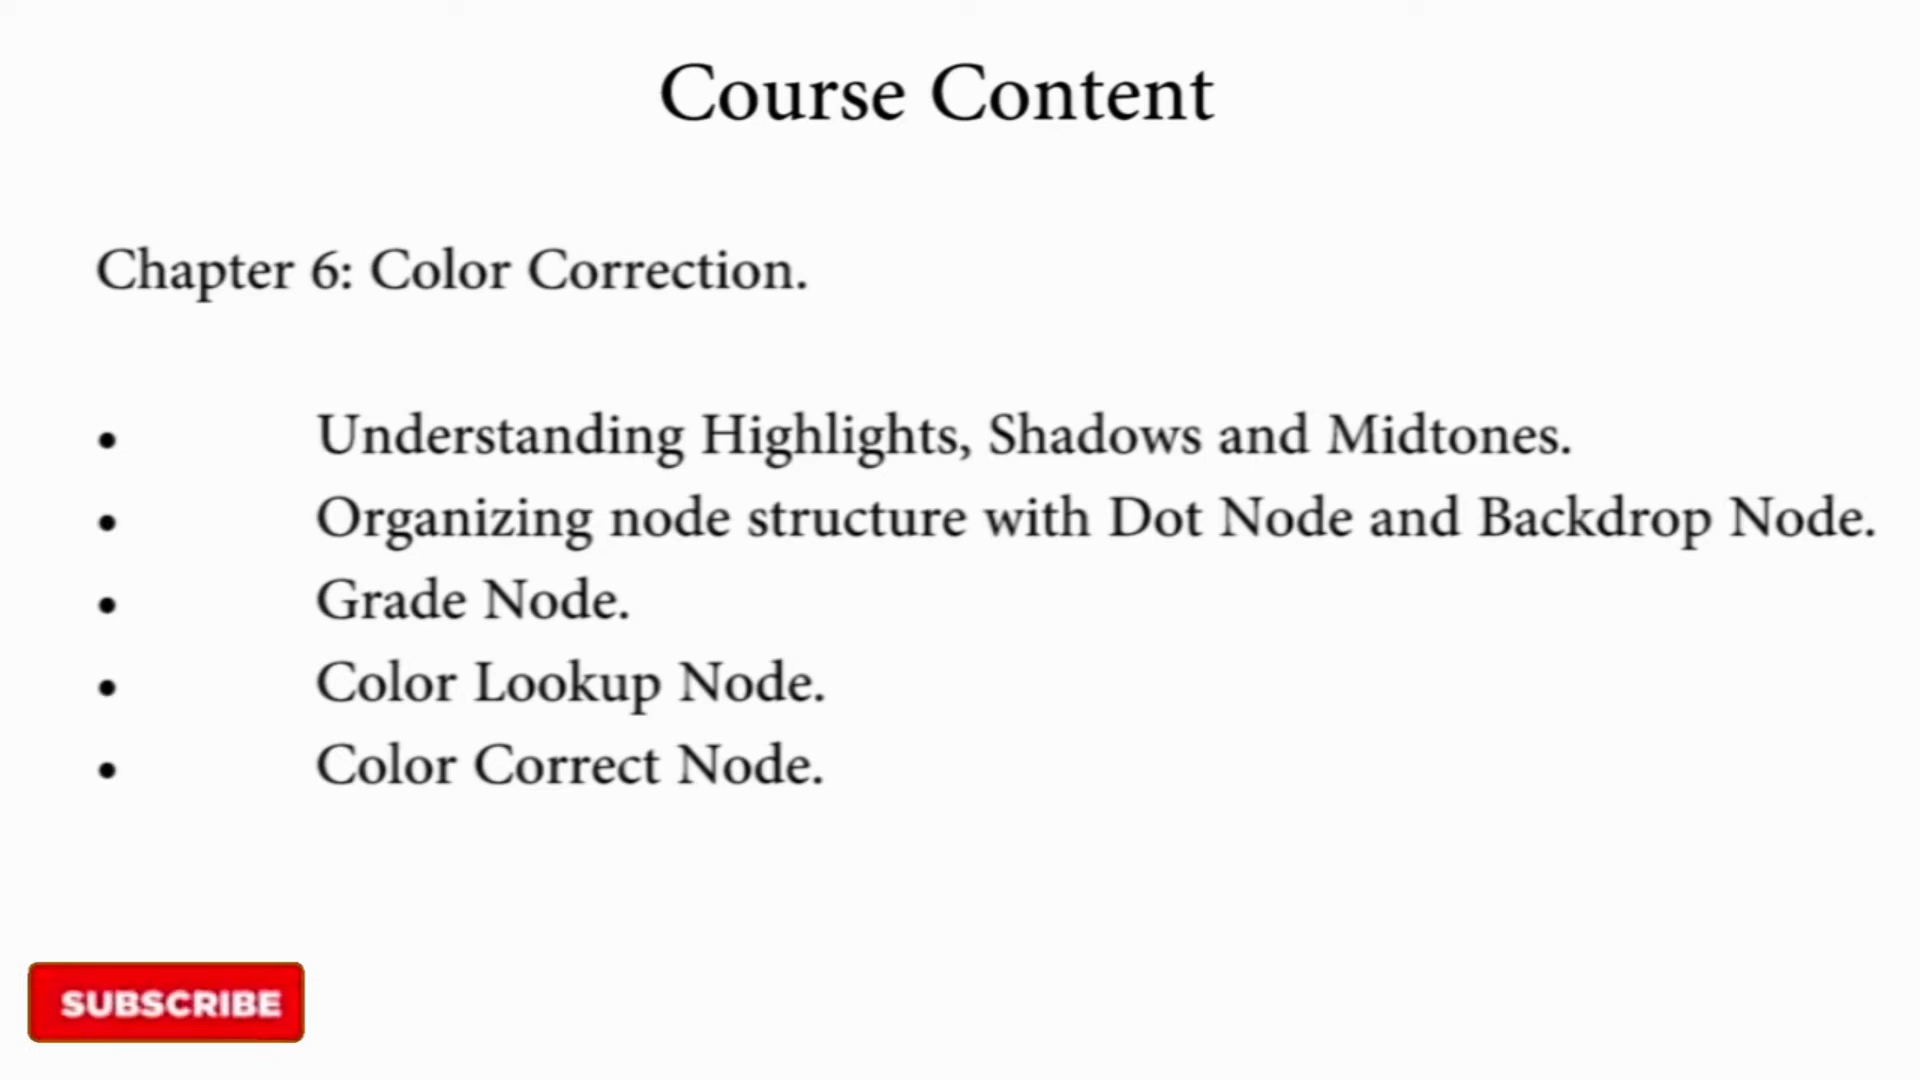 Course Content
Chapter 6: Color Correction.
• Understanding Highlights, Shadows and Midtones.
• Organizing node structure with Dot Node and Backdrop Node.
• Grade Node.
• Color Lookup Node.
• Color Correct Node.
SUBSCRIBE